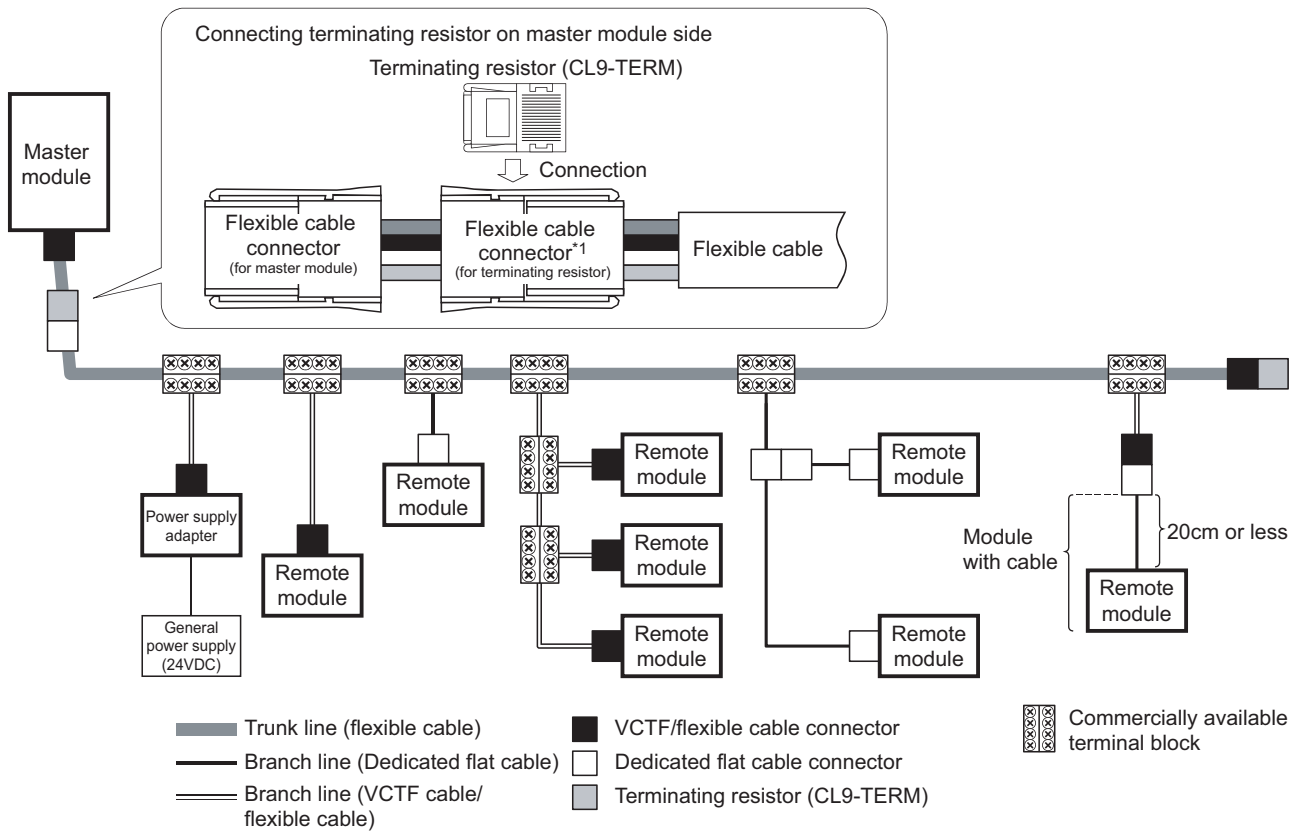 Connecting terminating resistor on master module side
Terminating resistor (CL9-TERM)
Connection
Master
module
Flexible cable
connector
(for master module)
Flexible cable
connector*1
(for terminating resistor)
Flexible cable
Power supply
adapter
General
power supply
(24VDC)
Remote
module
Remote
module
Remote
module
Remote
module
Remote
module
Remote
module
Remote
module
Module
with cable
20cm or less
Remote
module
Trunk line (flexible cable)
Branch line (Dedicated flat cable)
Branch line (VCTF cable/
flexible cable)
VCTF/flexible cable connector
Dedicated flat cable connector
Terminating resistor (CL9-TERM)
Commercially available
terminal block